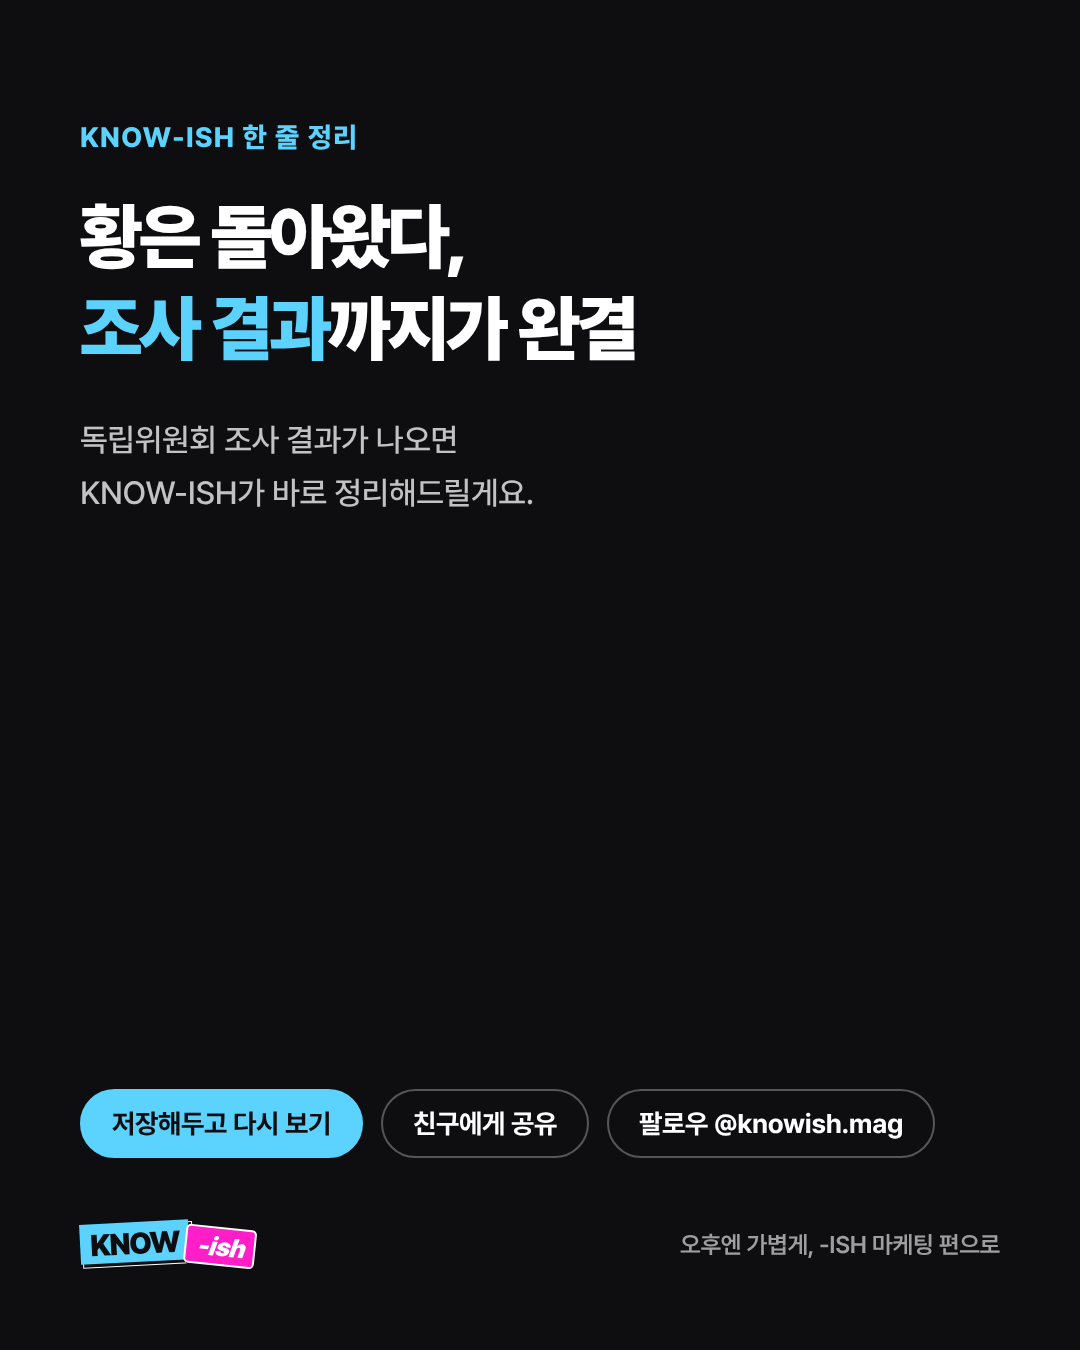 KNOW-ISH 한 줄 정리
황은 돌아왔다,
조사 결과까지가 완결
독립위원회 조사 결과가 나오면
KNOW-ISH가 바로 정리해드릴게요.
저장해두고 다시 보기
친구에게 공유
팔로우 @knowish.mag
KNOW -ish
오후엔 가볍게, -ISH 마케팅 편으로